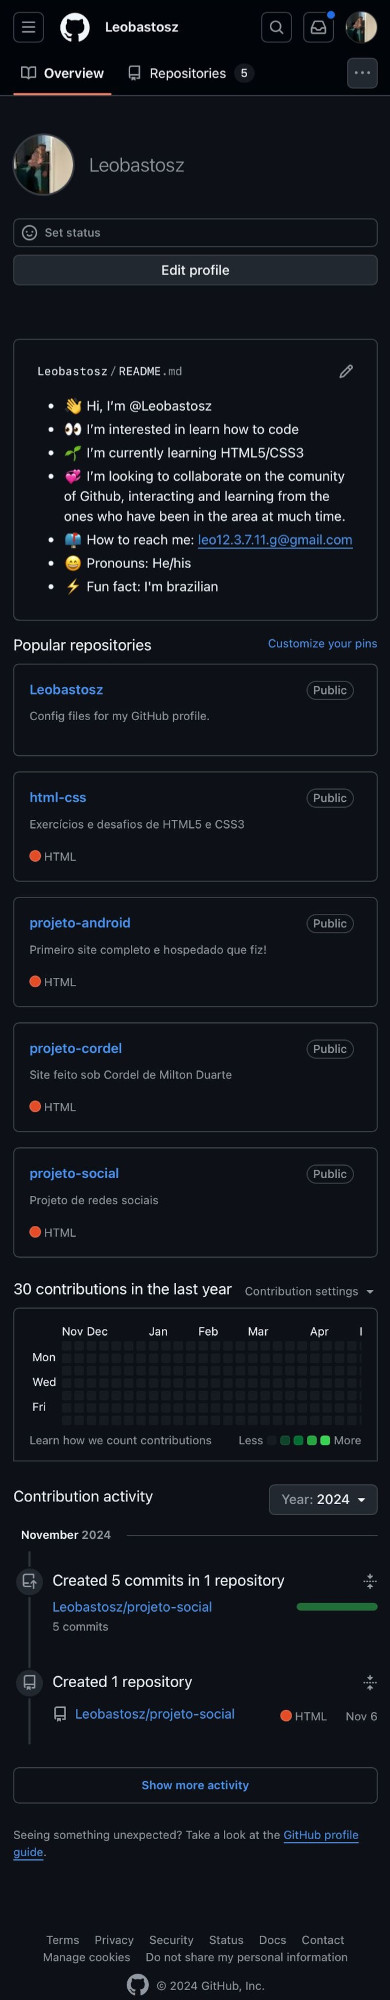 Leobastosz
Overview
Repositories 5
Leobastosz
Set status
Edit profile
Leobastosz/README.md
👋 Hi, I’m @Leobastosz
👀 I’m interested in learn how to code
🌱 I’m currently learning HTML5/CSS3
💞️ I’m looking to collaborate on the comunity
of Github, interacting and learning from the
ones who have been in the area at much time.
📫 How to reach me: leo12.3.7.11.g@gmail.com
😄 Pronouns: He/his
⚡ Fun fact: I'm brazilian
Popular repositories
Customize your pins
Leobastosz
Public
Config files for my GitHub profile.
html-css
Public
Exercícios e desafios de HTML5 e CSS3
HTML
projeto-android
Public
Primeiro site completo e hospedado que fiz!
HTML
projeto-cordel
Public
Site feito sob Cordel de Milton Duarte
HTML
projeto-social
Public
Projeto de redes sociais
HTML
30 contributions in the last year
Contribution settings
Nov Dec Jan Feb Mar Apr
Mon
Wed
Fri
Learn how we count contributions
Less
More
Contribution activity
Year: 2024
November 2024
Created 5 commits in 1 repository
Leobastosz/projeto-social
5 commits
Created 1 repository
Leobastosz/projeto-social
HTML
Nov 6
Show more activity
Seeing something unexpected? Take a look at the GitHub profile
guide.
Terms Privacy Security Status Docs Contact
Manage cookies Do not share my personal information
© 2024 GitHub, Inc.